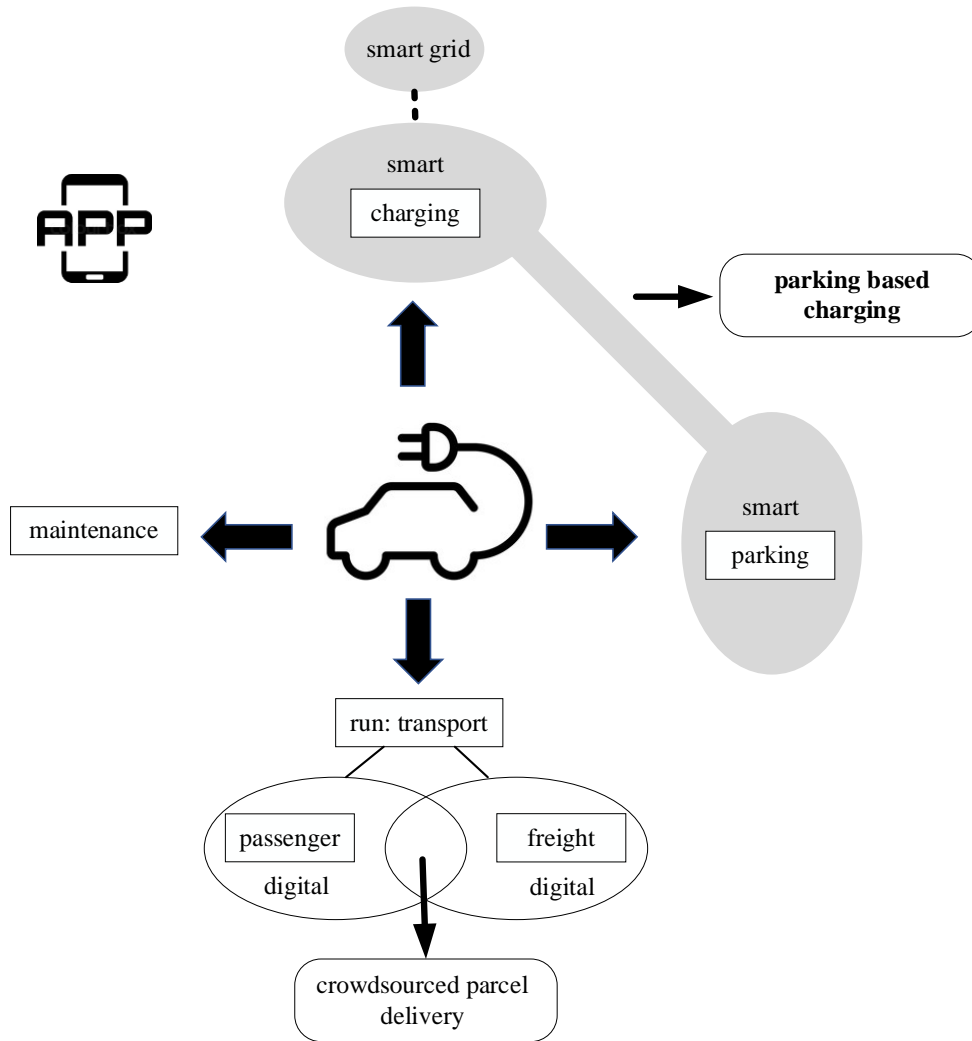 smart grid
smart
charging
APP
parking based
charging
smart
parking
maintenance
run: transport
passenger
freight
digital
digital
crowdsourced parcel
delivery